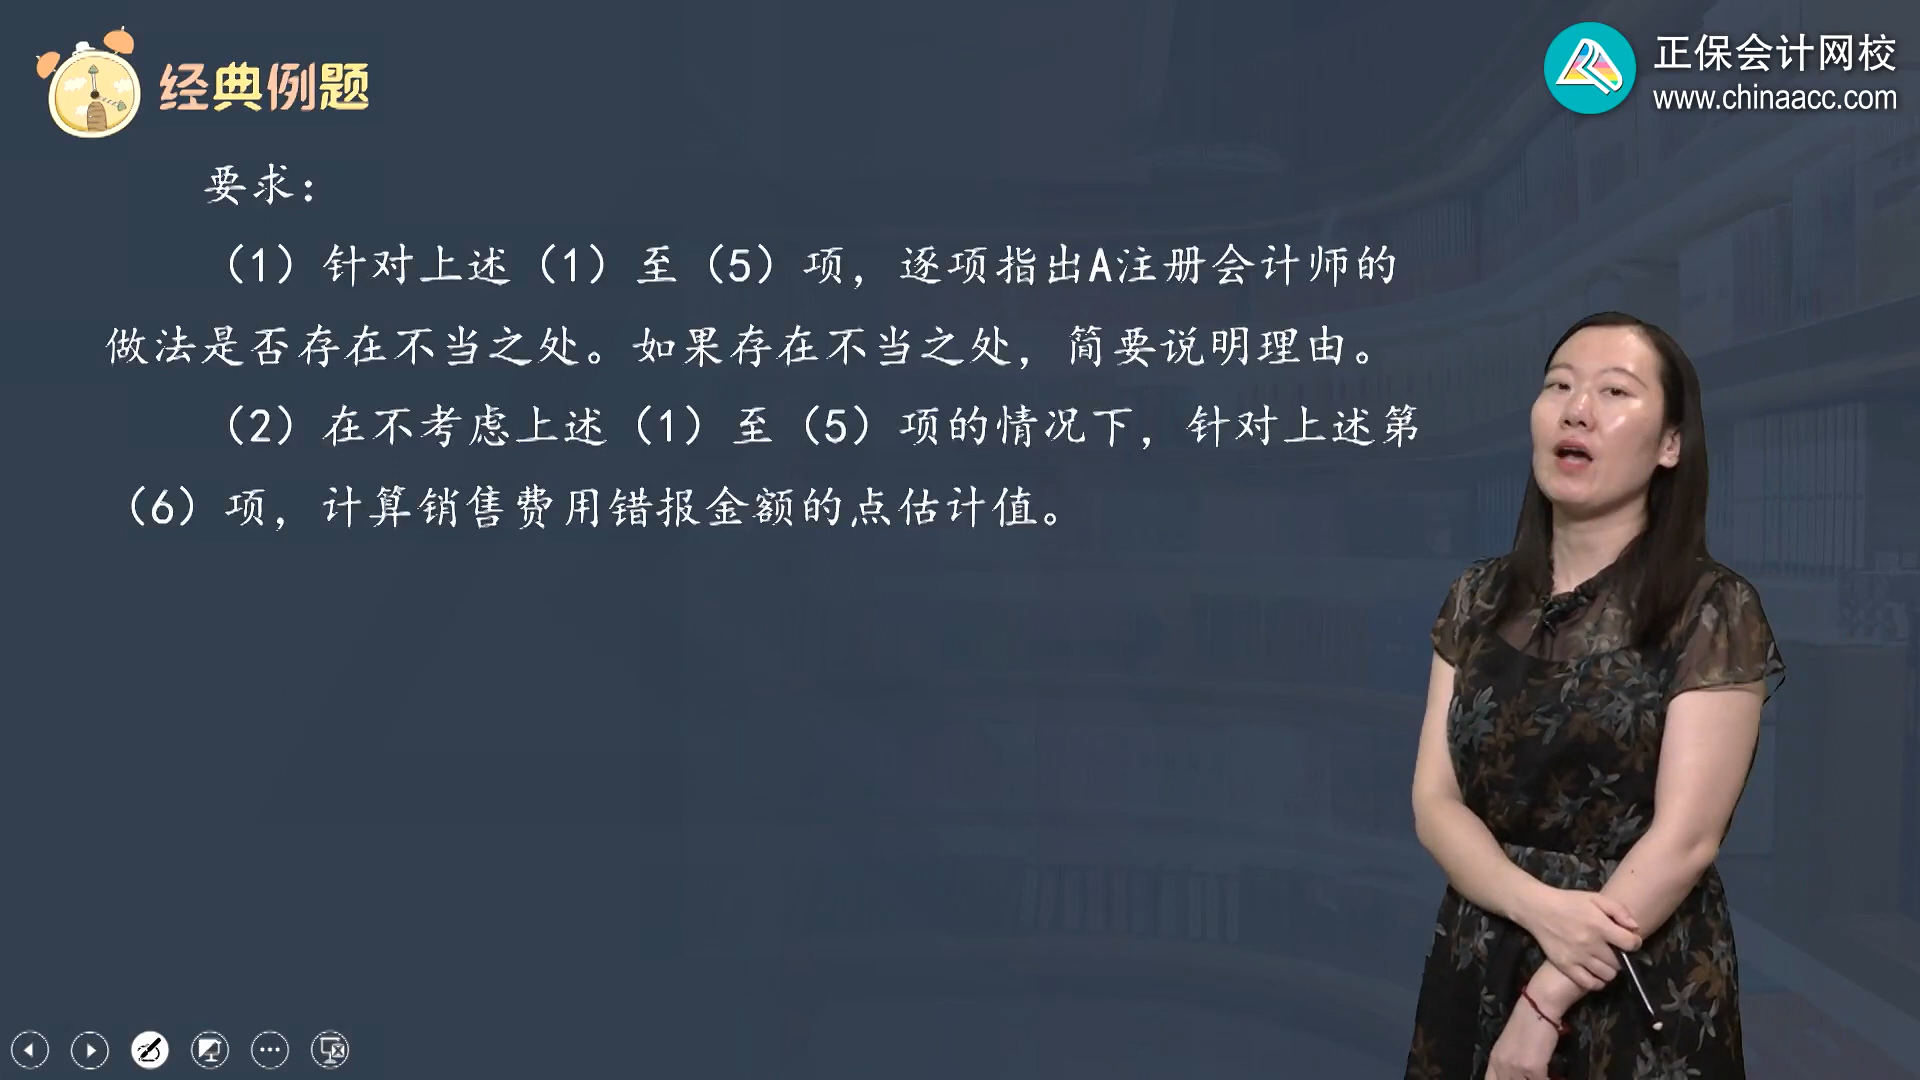 经典例题
正保会计网校
www.chinaacc.com
要求：
（1）针对上述（1）至（5）项，逐项指出A注册会计师的
做法是否存在不当之处。如果存在不当之处，简要说明理由。
（2）在不考虑上述（1）至（5）项的情况下，针对上述第
（6）项，计算销售费用错报金额的点估计值。